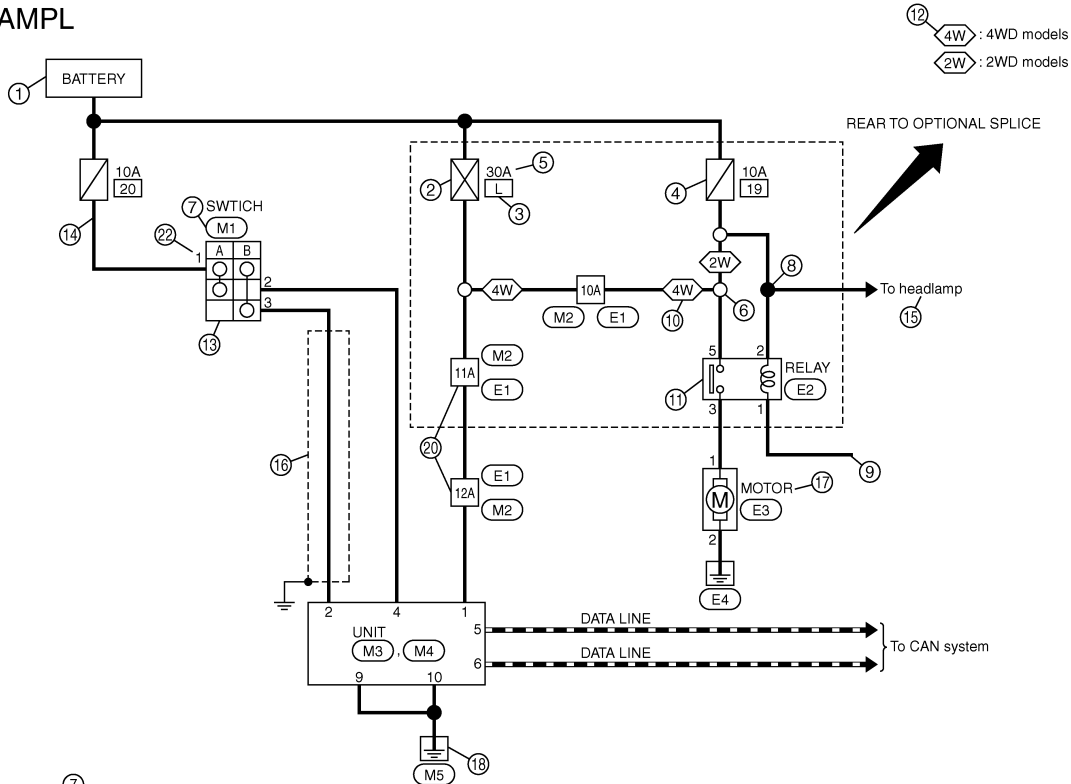 AMPL
12
4W : 4WD models
2W : 2WD models
BATTERY
1
REAR TO OPTIONAL SPLICE
10A
20
2
30A
5
L
3
4
10A
19
7 SWTICH
M1
14
22
1
A B
2
3
13
2W
8
4W
10A
4W
To headlamp
M2
E1
10
6
15
M2
11A
E1
5
2
RELAY
E2
11
3
1
20
16
9
E1
12A
M2
1
M
MOTOR
17
E3
2
E4
2
4
1
UNIT
M3 , M4
5
DATA LINE
6
DATA LINE
To CAN system
9
10
18
M5